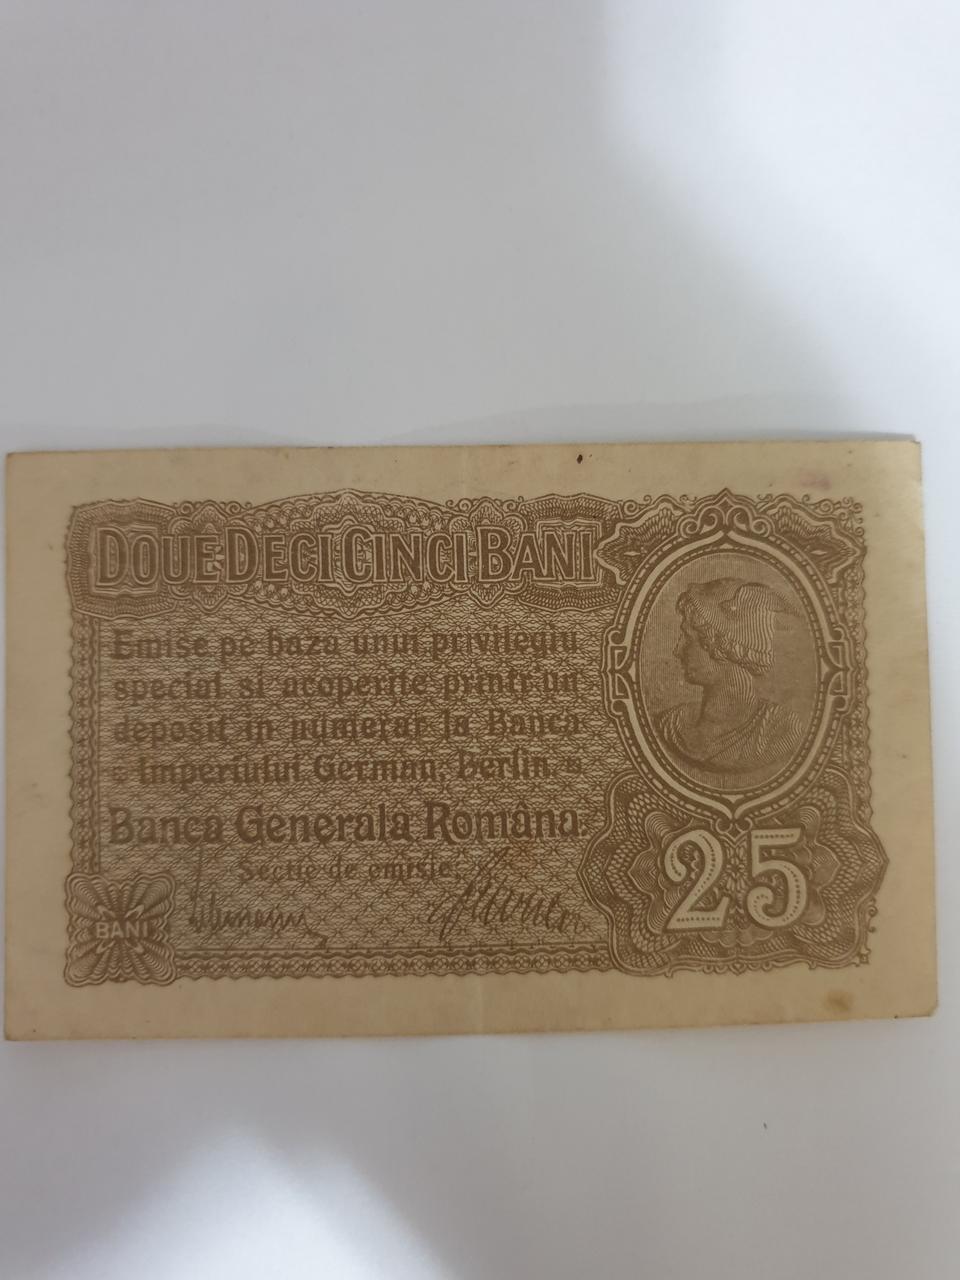 DOUE-DECI CINCI BANI
Emise pe baza unui privilegiu
special si acoperite printr'un
deposit in numerar la Banca
Imperiului German, Berlin.
Banca Generala Româna.
Sectie de emisie.
BANI
25